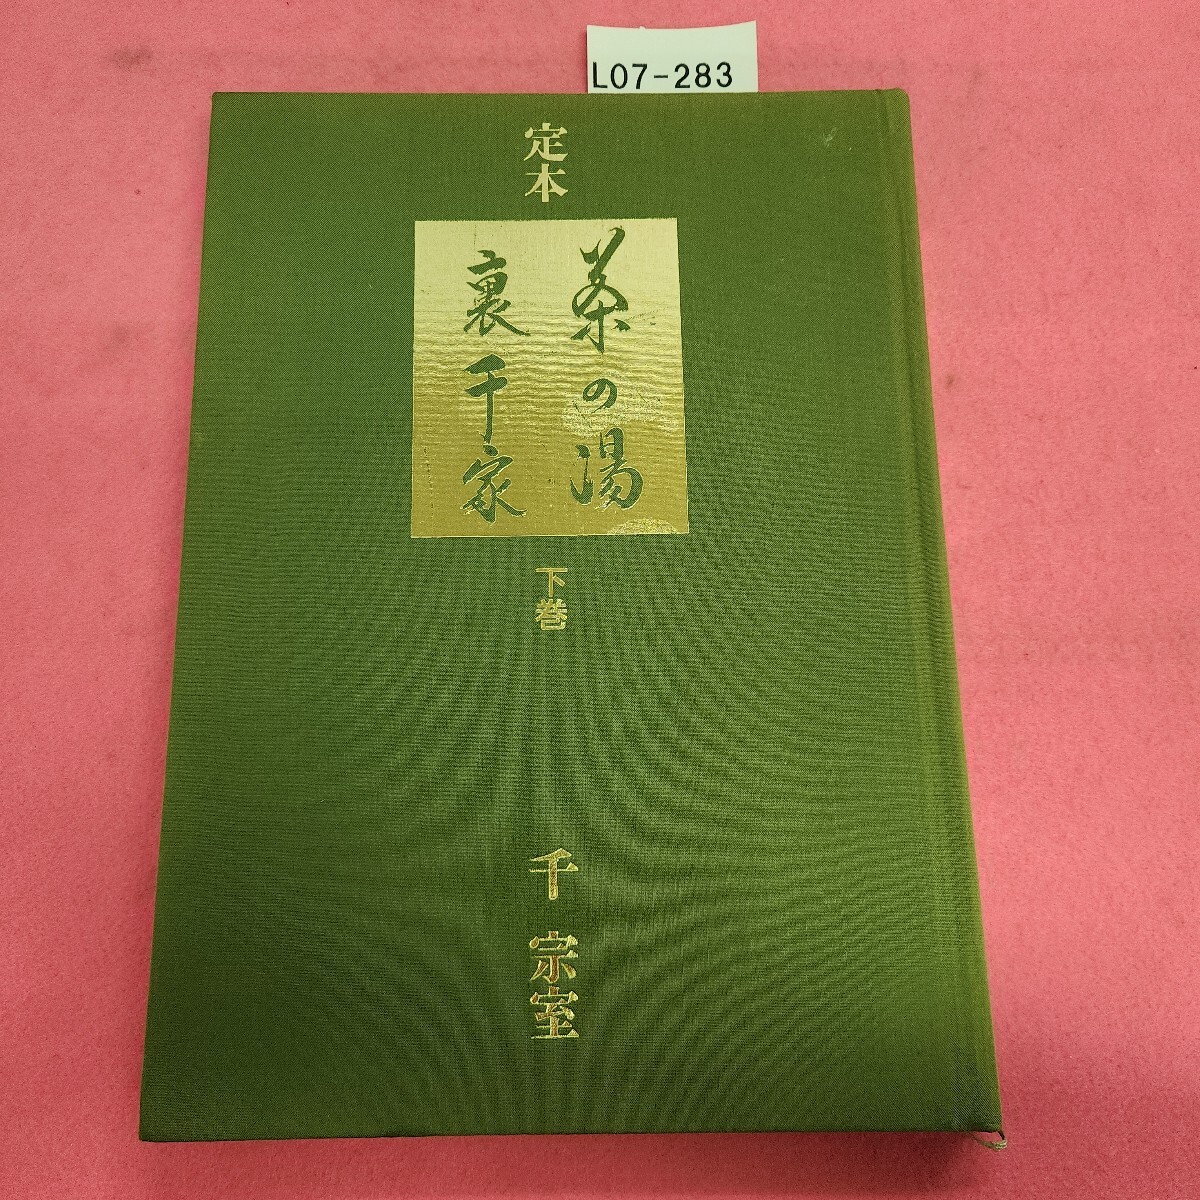 L07-283
定本
茶の湯
裏千家
下巻
千 宗室